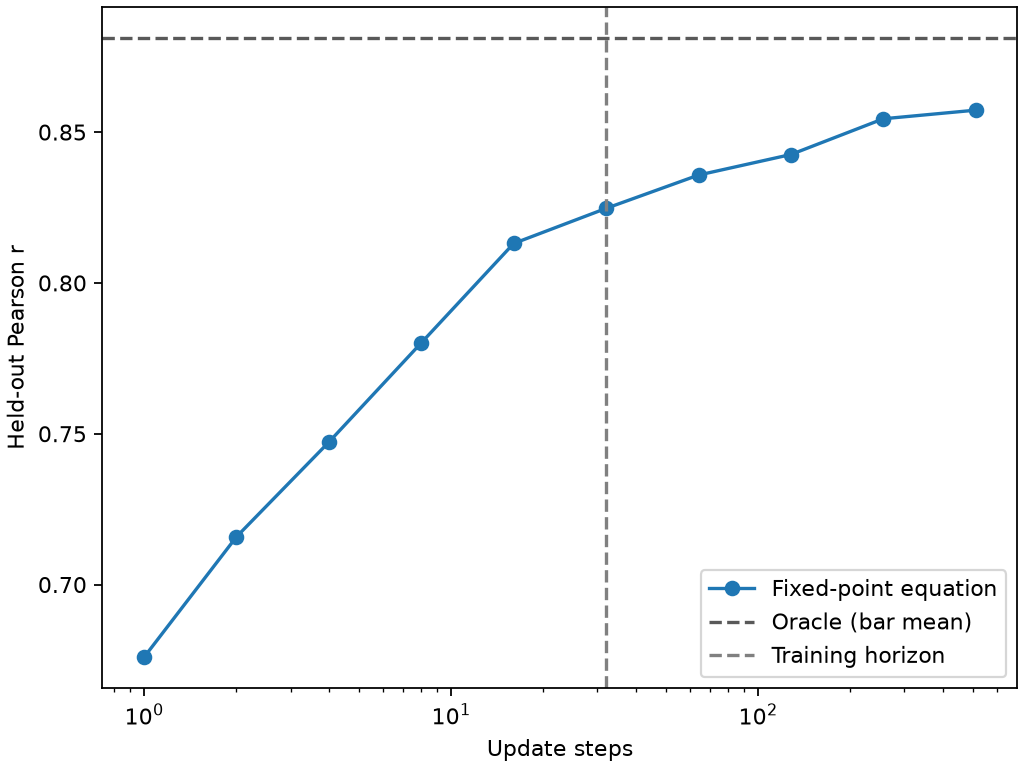 0.85
0.80
0.75
0.70
Held-out Pearson r
10⁰
10¹
10²
Update steps
Fixed-point equation
Oracle (bar mean)
Training horizon